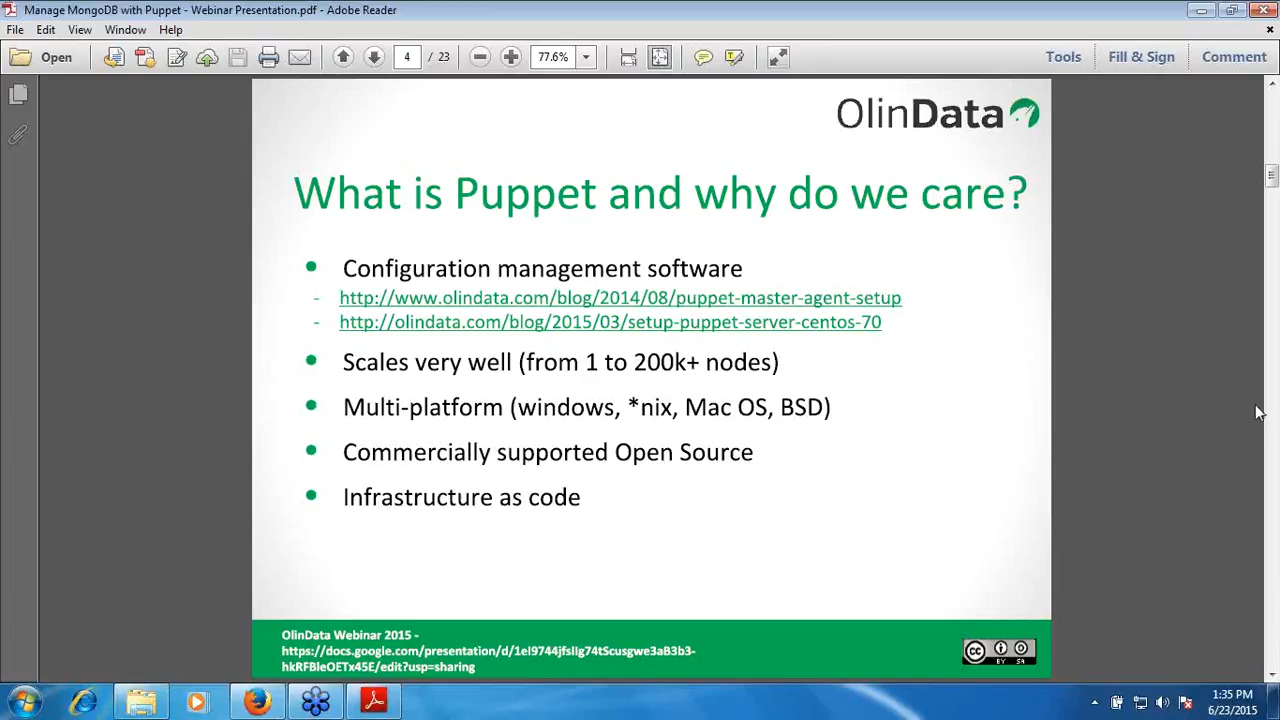 Manage MongoDB with Puppet - Webinar Presentation.pdf - Adobe Reader
File Edit View Window Help
Open 4 / 23 77.6% Tools Fill & Sign Comment
OlinData
What is Puppet and why do we care?
• Configuration management software
- http://www.olindata.com/blog/2014/08/puppet-master-agent-setup
- http://olindata.com/blog/2015/03/setup-puppet-server-centos-70
• Scales very well (from 1 to 200k+ nodes)
• Multi-platform (windows, *nix, Mac OS, BSD)
• Commercially supported Open Source
• Infrastructure as code
OlinData Webinar 2015 -
https://docs.google.com/presentation/d/1el9744jfsllg74tScusgwe3aB3b3-
hkRFBleOETx45E/edit?usp=sharing
cc BY SA
1:35 PM
6/23/2015